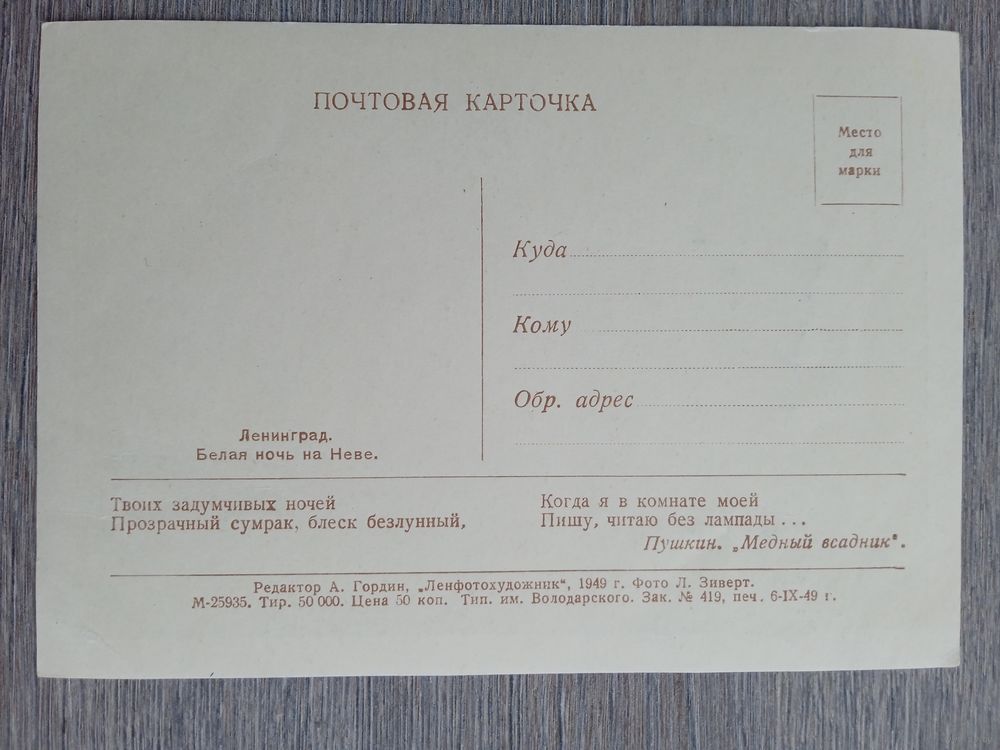 ПОЧТОВАЯ КАРТОЧКА
Место
для
марки
Куда
Кому
Обр. адрес
Ленинград.
Белая ночь на Неве.
Твоих задумчивых ночей
Прозрачный сумрак, блеск безлунный,
Когда я в комнате моей
Пишу, читаю без лампады ...
Пушкин. „Медный всадник“.
Редактор А. Гордин, „Ленфотохудожник“, 1949 г. Фото Л. Зиверт.
М-25935. Тир. 50 000. Цена 50 коп. Тип. им. Володарского. Зак. № 419, печ. 6-IX-49 г.